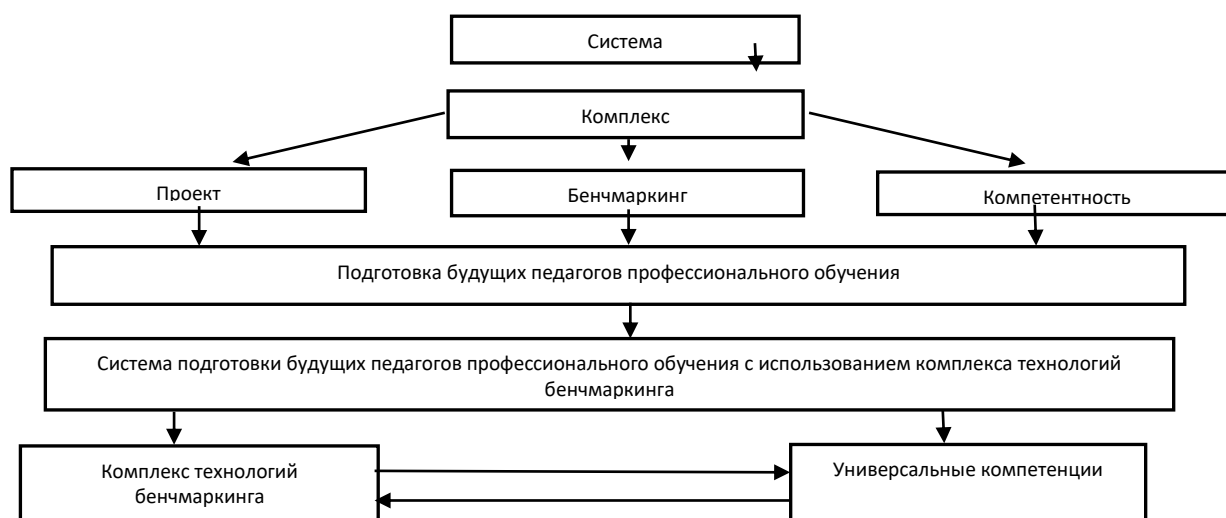 Система
Комплекс
Проект
Бенчмаркинг
Компетентность
Подготовка будущих педагогов профессионального обучения
Система подготовки будущих педагогов профессионального обучения с использованием комплекса технологий
бенчмаркинга
Комплекс технологий
бенчмаркинга
Универсальные компетенции